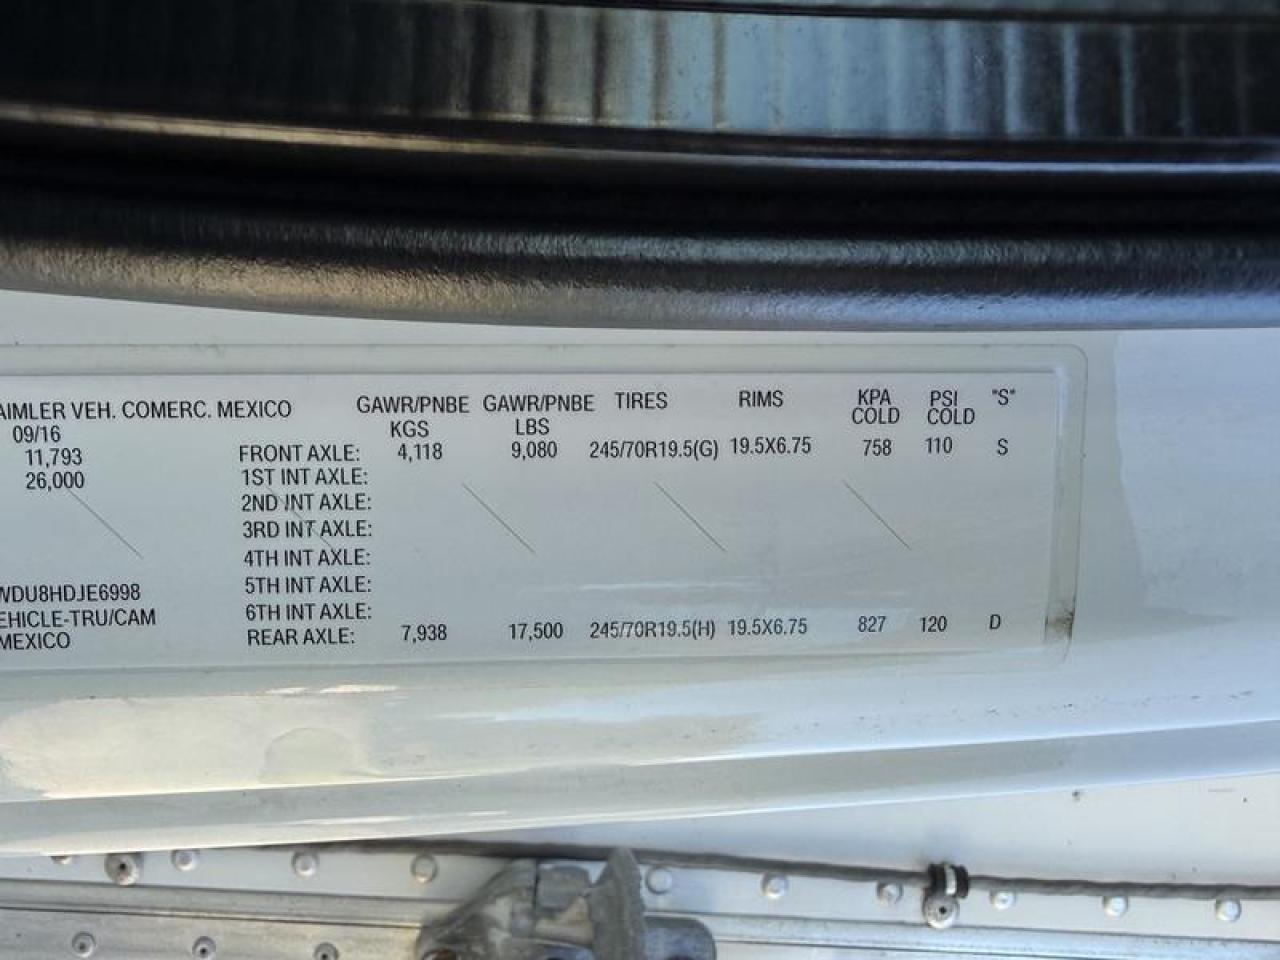 AIMLER VEH. COMERC. MEXICO GAWR/PNBE KGS GAWR/PNBE LBS TIRES RIMS KPA COLD PSI COLD "S"
09/16
11,793 FRONT AXLE: 4,118 9,080 245/70R19.5(G) 19.5X6.75 758 110 S
26,000 1ST INT AXLE:
2ND INT AXLE:
3RD INT AXLE:
4TH INT AXLE:
WDU8HDJE6998 5TH INT AXLE:
EHICLE-TRU/CAM 6TH INT AXLE:
MEXICO REAR AXLE: 7,938 17,500 245/70R19.5(H) 19.5X6.75 827 120 D